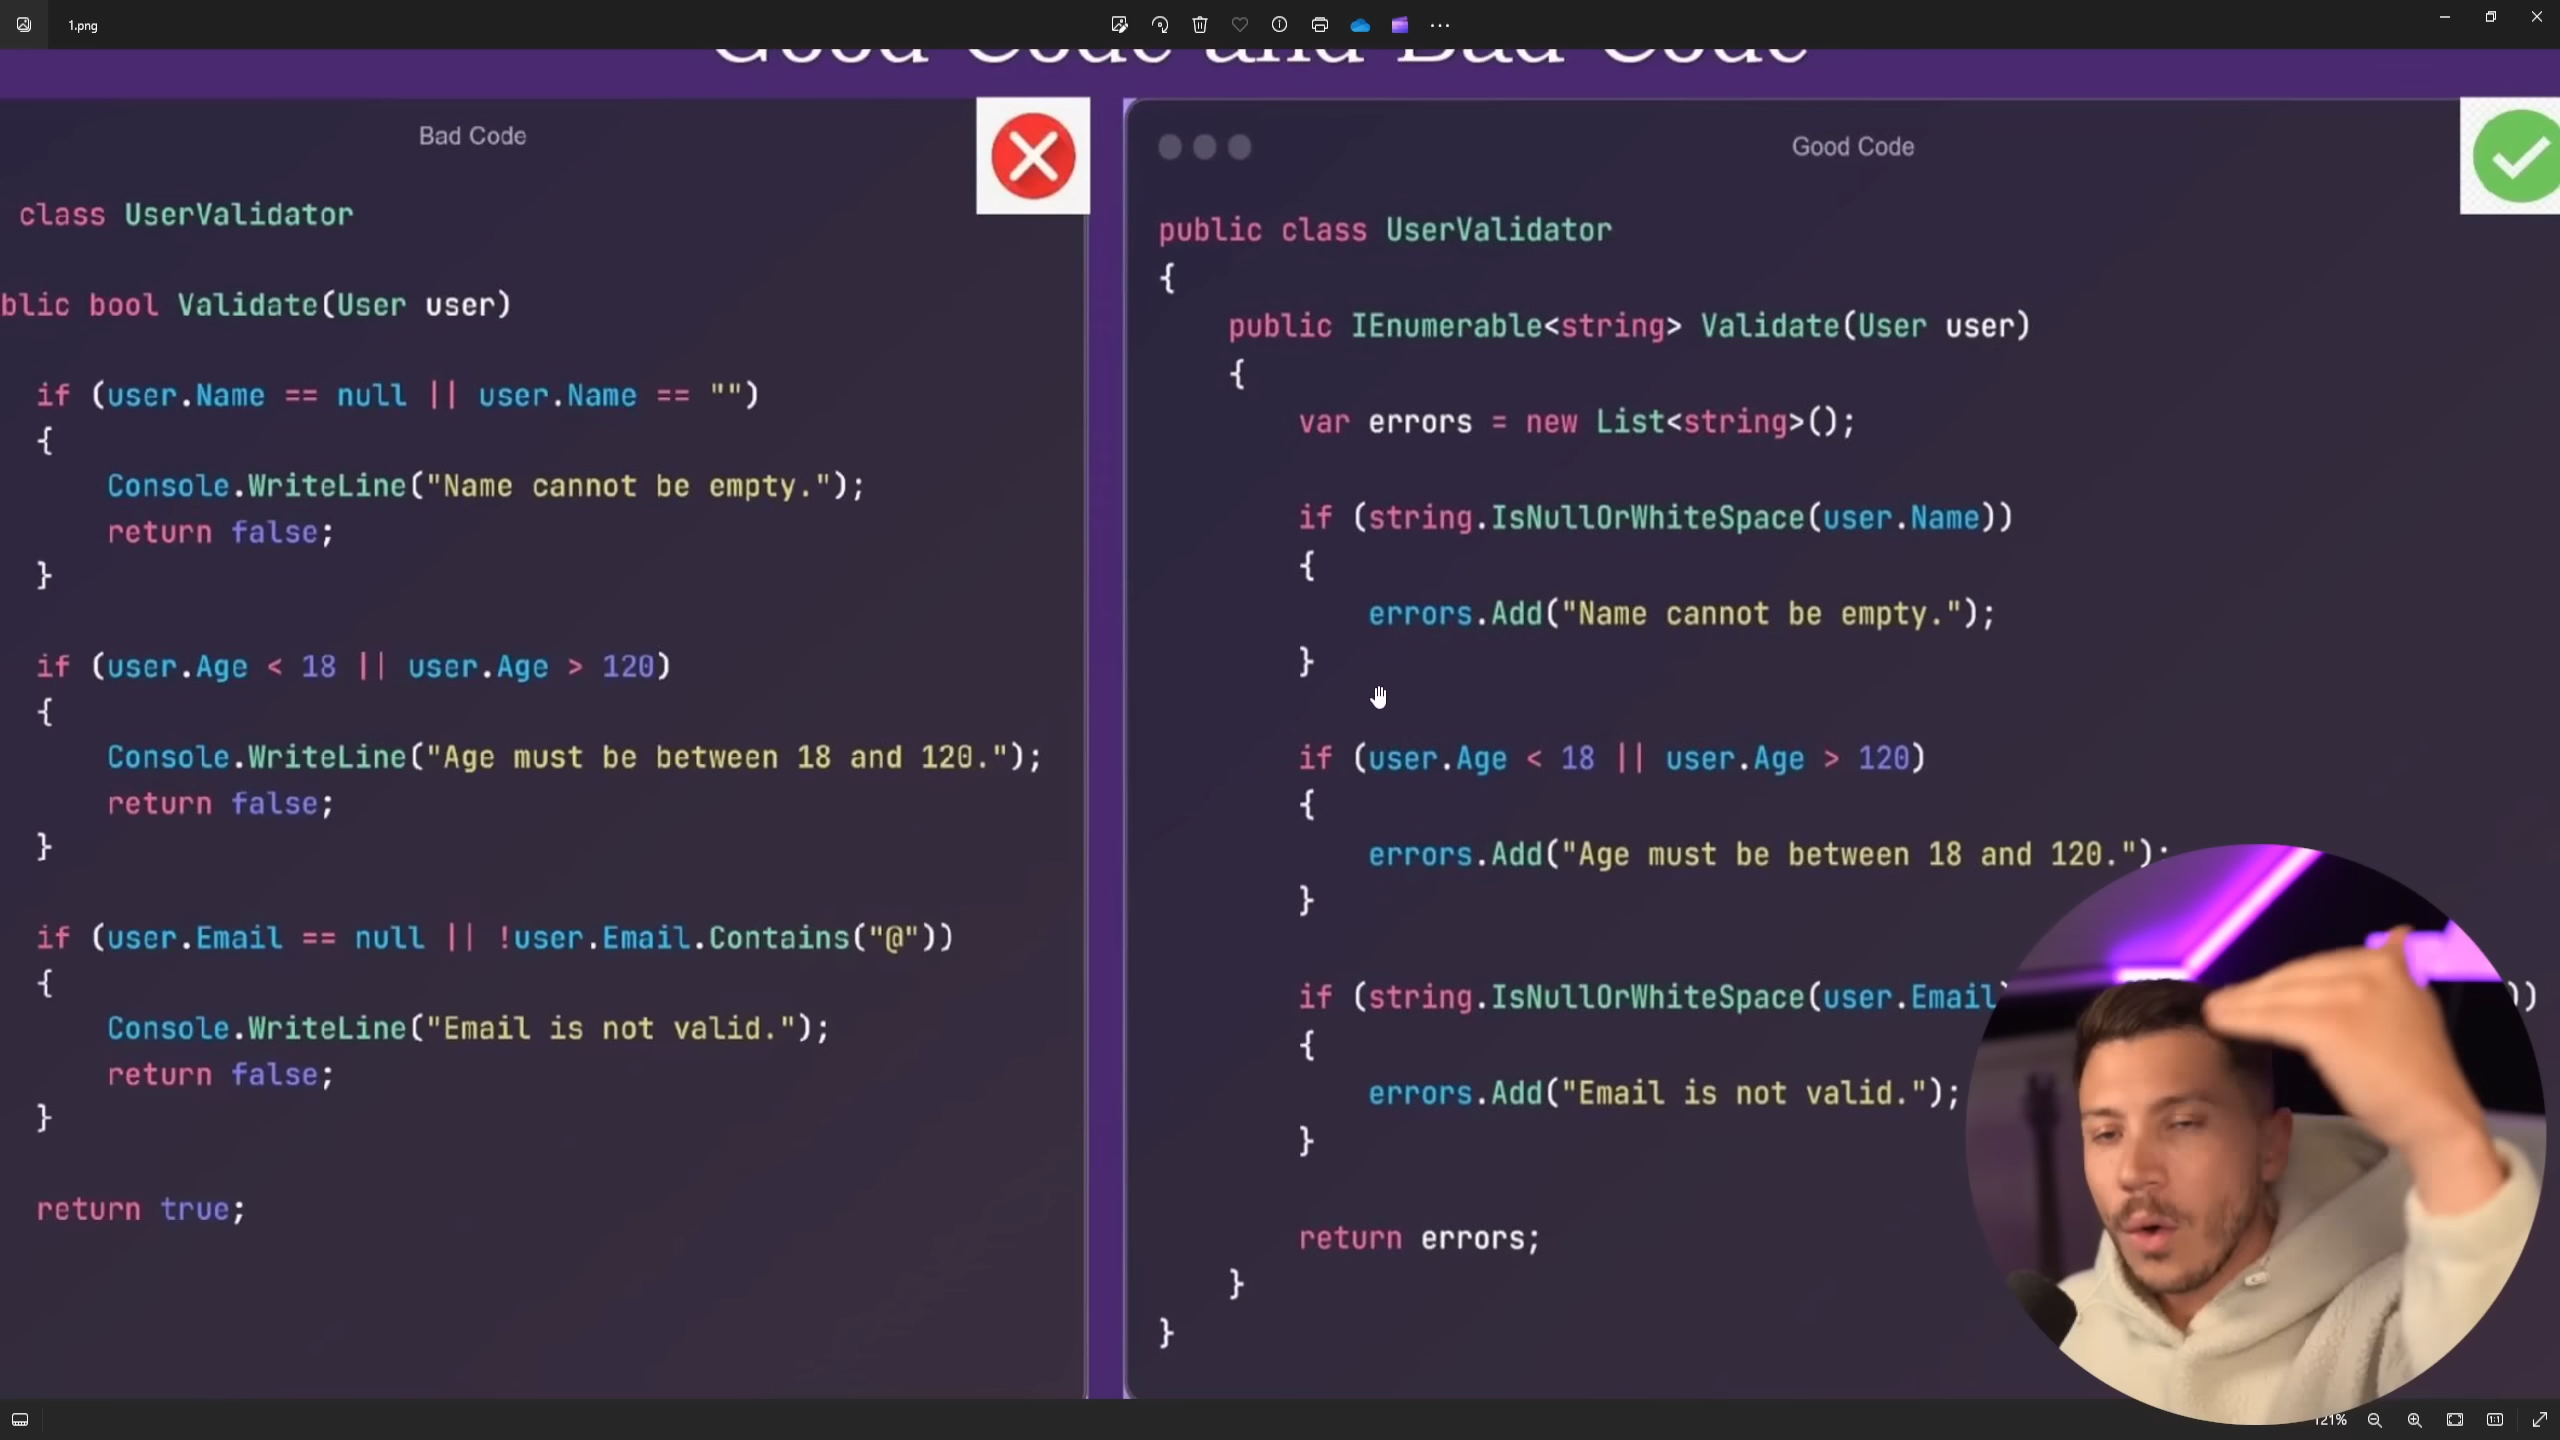 1.png
Good Code and Bad Code
Bad Code
class UserValidator
blic bool Validate(User user)
if (user.Name == null || user.Name == "")
{
Console.WriteLine("Name cannot be empty.");
return false;
}
if (user.Age < 18 || user.Age > 120)
{
Console.WriteLine("Age must be between 18 and 120.");
return false;
}
if (user.Email == null || !user.Email.Contains("@"))
{
Console.WriteLine("Email is not valid.");
return false;
}
return true;
Good Code
public class UserValidator
{
public IEnumerable<string> Validate(User user)
{
var errors = new List<string>();
if (string.IsNullOrWhiteSpace(user.Name))
{
errors.Add("Name cannot be empty.");
}
if (user.Age < 18 || user.Age > 120)
{
errors.Add("Age must be between 18 and 120.");
}
if (string.IsNullOrWhiteSpace(user.Email) ))
{
errors.Add("Email is not valid.");
}
return errors;
}
}
121%